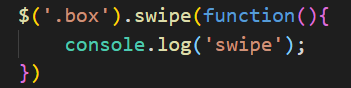 $('.box').swipe(function(){
    console.log('swipe');
})